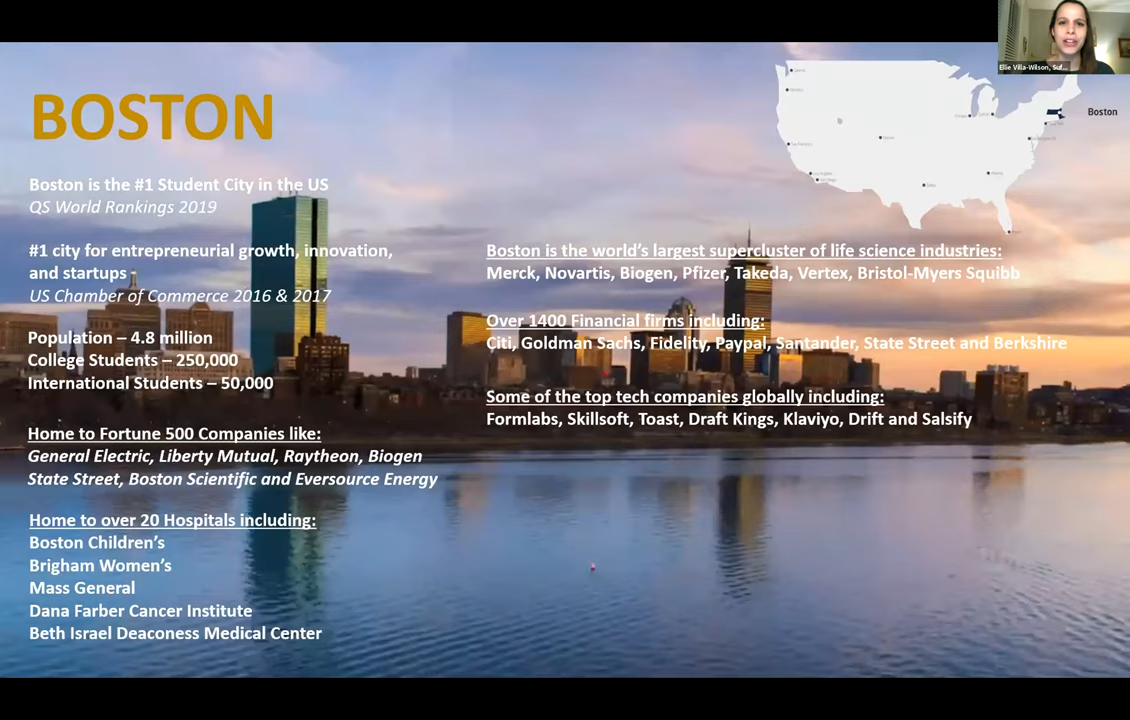 Ellie Villa-Wilson, Suf...
Boston
BOSTON
Boston is the #1 Student City in the US
QS World Rankings 2019
#1 city for entrepreneurial growth, innovation,
and startups
US Chamber of Commerce 2016 & 2017
Population – 4.8 million
College Students – 250,000
International Students – 50,000
Home to Fortune 500 Companies like:
General Electric, Liberty Mutual, Raytheon, Biogen
State Street, Boston Scientific and Eversource Energy
Home to over 20 Hospitals including:
Boston Children’s
Brigham Women’s
Mass General
Dana Farber Cancer Institute
Beth Israel Deaconess Medical Center
Boston is the world’s largest supercluster of life science industries:
Merck, Novartis, Biogen, Pfizer, Takeda, Vertex, Bristol-Myers Squibb
Over 1400 Financial firms including:
Citi, Goldman Sachs, Fidelity, Paypal, Santander, State Street and Berkshire
Some of the top tech companies globally including:
Formlabs, Skillsoft, Toast, Draft Kings, Klaviyo, Drift and Salsify